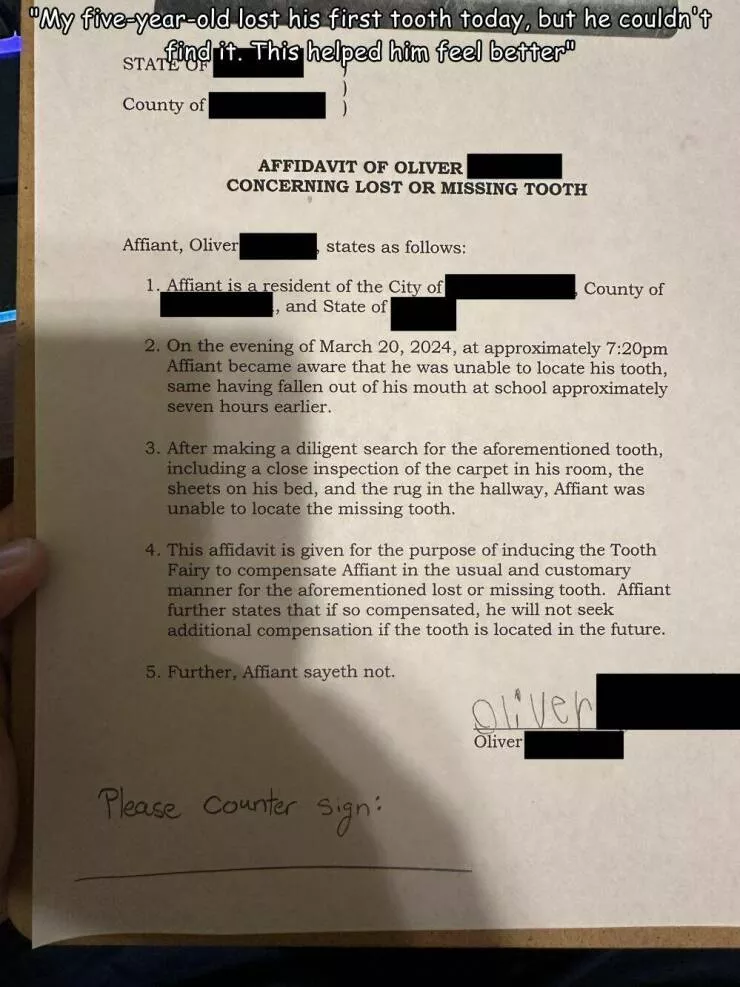 "My five-year-old lost his first tooth today, but he couldn't
find it. This helped him feel better"
STATE OF )
)
County of )
AFFIDAVIT OF OLIVER
CONCERNING LOST OR MISSING TOOTH
Affiant, Oliver , states as follows:
1. Affiant is a resident of the City of , County of
, and State of
2. On the evening of March 20, 2024, at approximately 7:20pm
Affiant became aware that he was unable to locate his tooth,
same having fallen out of his mouth at school approximately
seven hours earlier.
3. After making a diligent search for the aforementioned tooth,
including a close inspection of the carpet in his room, the
sheets on his bed, and the rug in the hallway, Affiant was
unable to locate the missing tooth.
4. This affidavit is given for the purpose of inducing the Tooth
Fairy to compensate Affiant in the usual and customary
manner for the aforementioned lost or missing tooth. Affiant
further states that if so compensated, he will not seek
additional compensation if the tooth is located in the future.
5. Further, Affiant sayeth not.
Oliver
Oliver
Please counter sign: